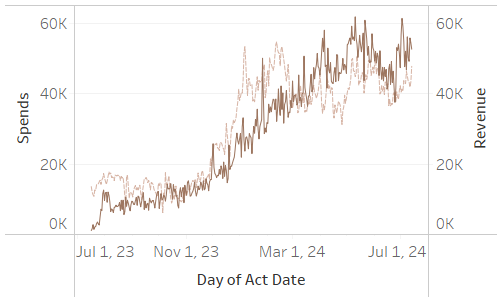 60K
40K
20K
0K
Spends
60K
40K
20K
0K
Revenue
Jul 1, 23 Nov 1, 23 Mar 1, 24 Jul 1, 24
Day of Act Date